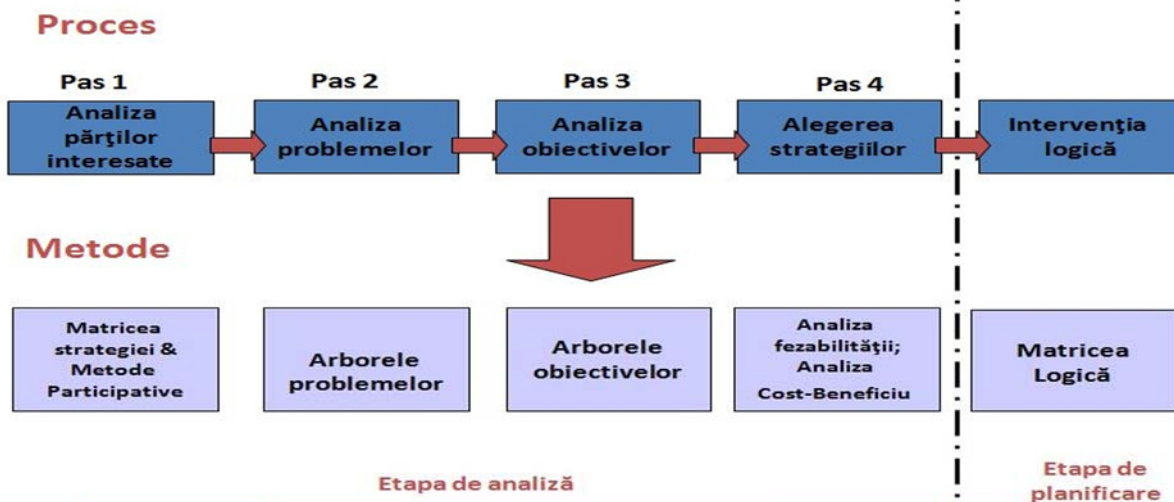 Proces
Pas 1
Pas 2
Pas 3
Pas 4
Analiza
părţilor
interesate
Analiza
problemelor
Analiza
obiectivelor
Alegerea
strategiilor
Intervenţia
logică
Metode
Matricea
strategiei &
Metode
Participative
Arborele
problemelor
Arborele
obiectivelor
Analiza
fezabilităţii;
Analiza
Cost-Beneficiu
Matricea
Logică
Etapa de analiză
Etapa de
planificare